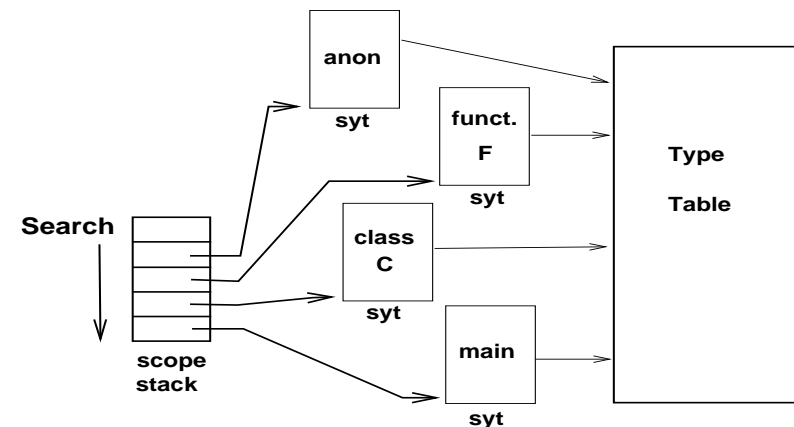 anon
syt
funct.
F
syt
Type
Table
Search
class
C
syt
main
syt
scope
stack